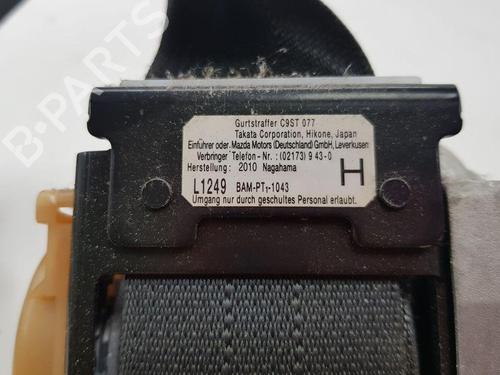 B-PARTS
Gurtstraffer C9ST 077
Takata Corporation, Hikone, Japan
Einführer oder Mazda Motors (Deutschland) GmbH, Leverkusen
Verbringer Telefon - Nr. : (02173) 9 43-0
Herstellung : 2010 Nagahama
H
L1249 BAM-PT₁-1043
Umgang nur durch geschultes Personal erlaubt.